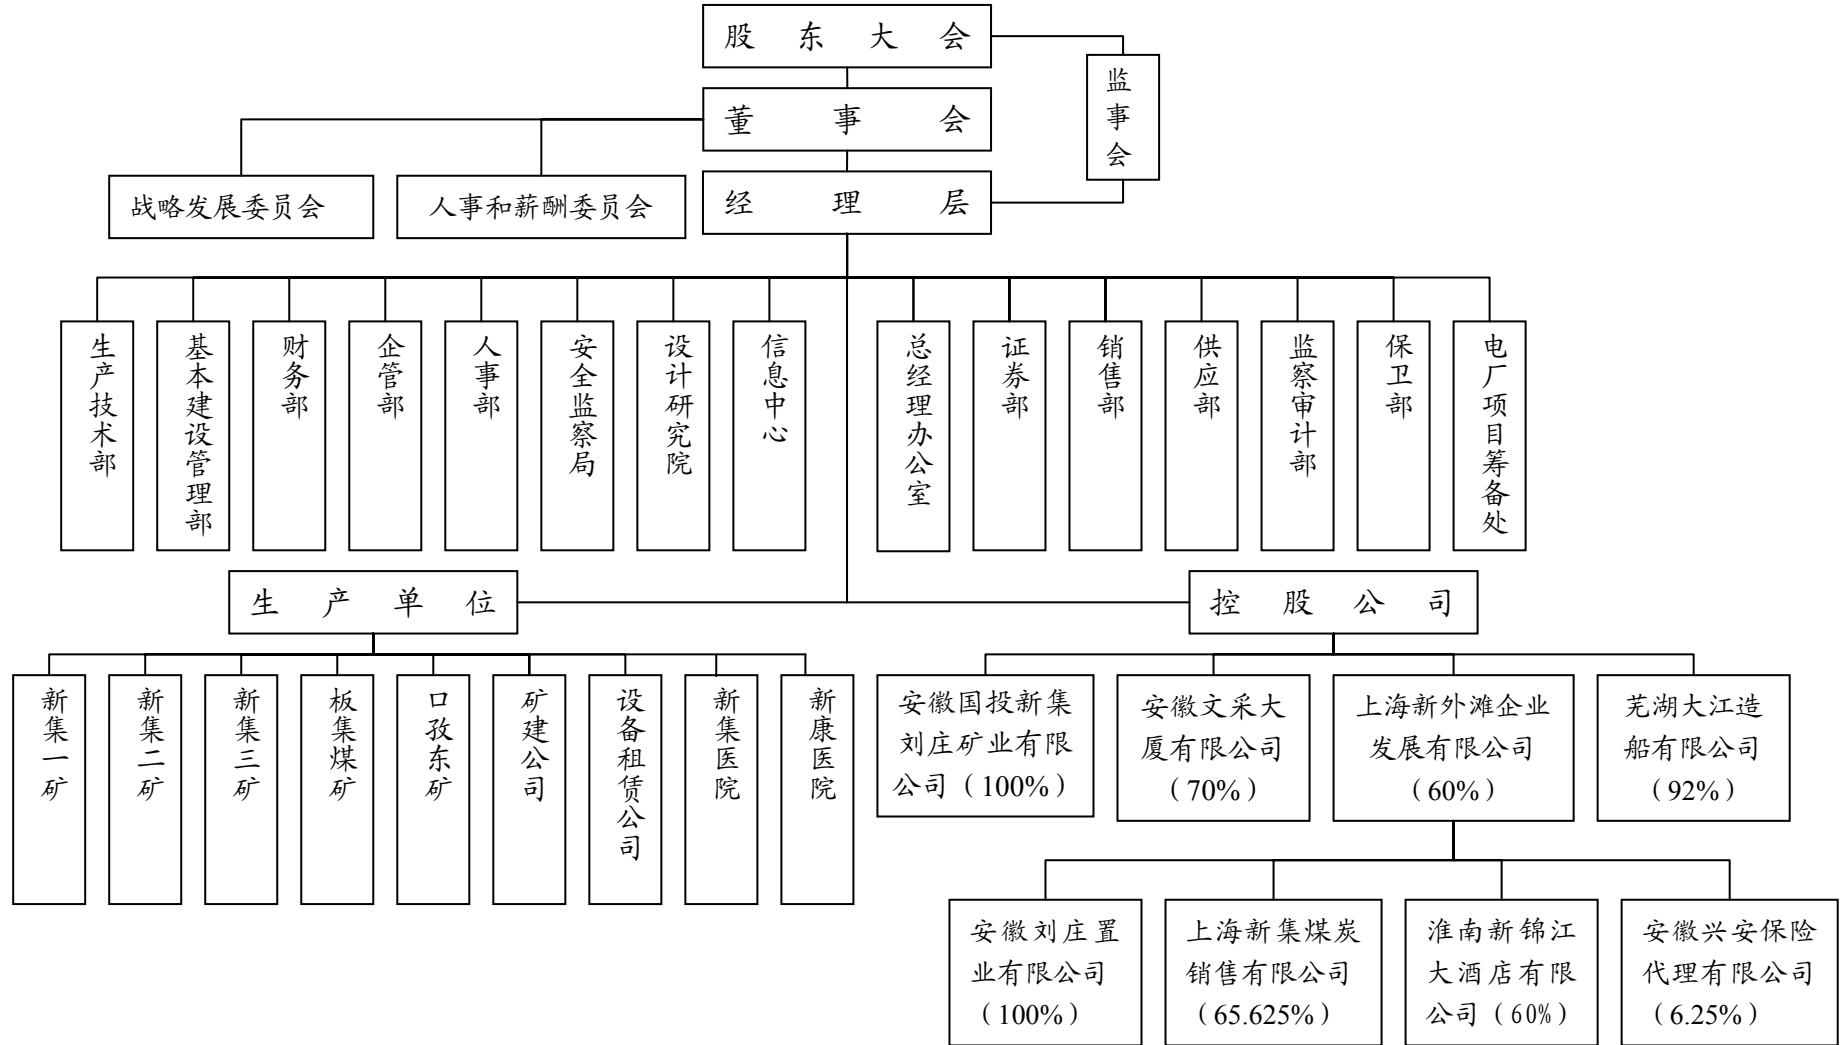 股东大会
监事会
董事会
经理层
战略发展委员会
人事和薪酬委员会
生产技术部
基本建设管理部
财务部
企管部
人事部
安全监察局
设计研究院
信息中心
总经理办公室
证券部
销售部
供应部
监察审计部
保卫部
电厂项目筹备处
生产单位
控股公司
新集一矿
新集二矿
新集三矿
板集煤矿
口孜东矿
矿建公司
设备租赁公司
新集医院
新康医院
安徽国投新集
刘庄矿业有限
公司（100%）
安徽文采大
厦有限公司
（70%）
上海新外滩企业
发展有限公司
（60%）
芜湖大江造
船有限公司
（92%）
安徽刘庄置
业有限公司
（100%）
上海新集煤炭
销售有限公司
（65.625%）
淮南新锦江
大酒店有限
公司（60%）
安徽兴安保险
代理有限公司
（6.25%）